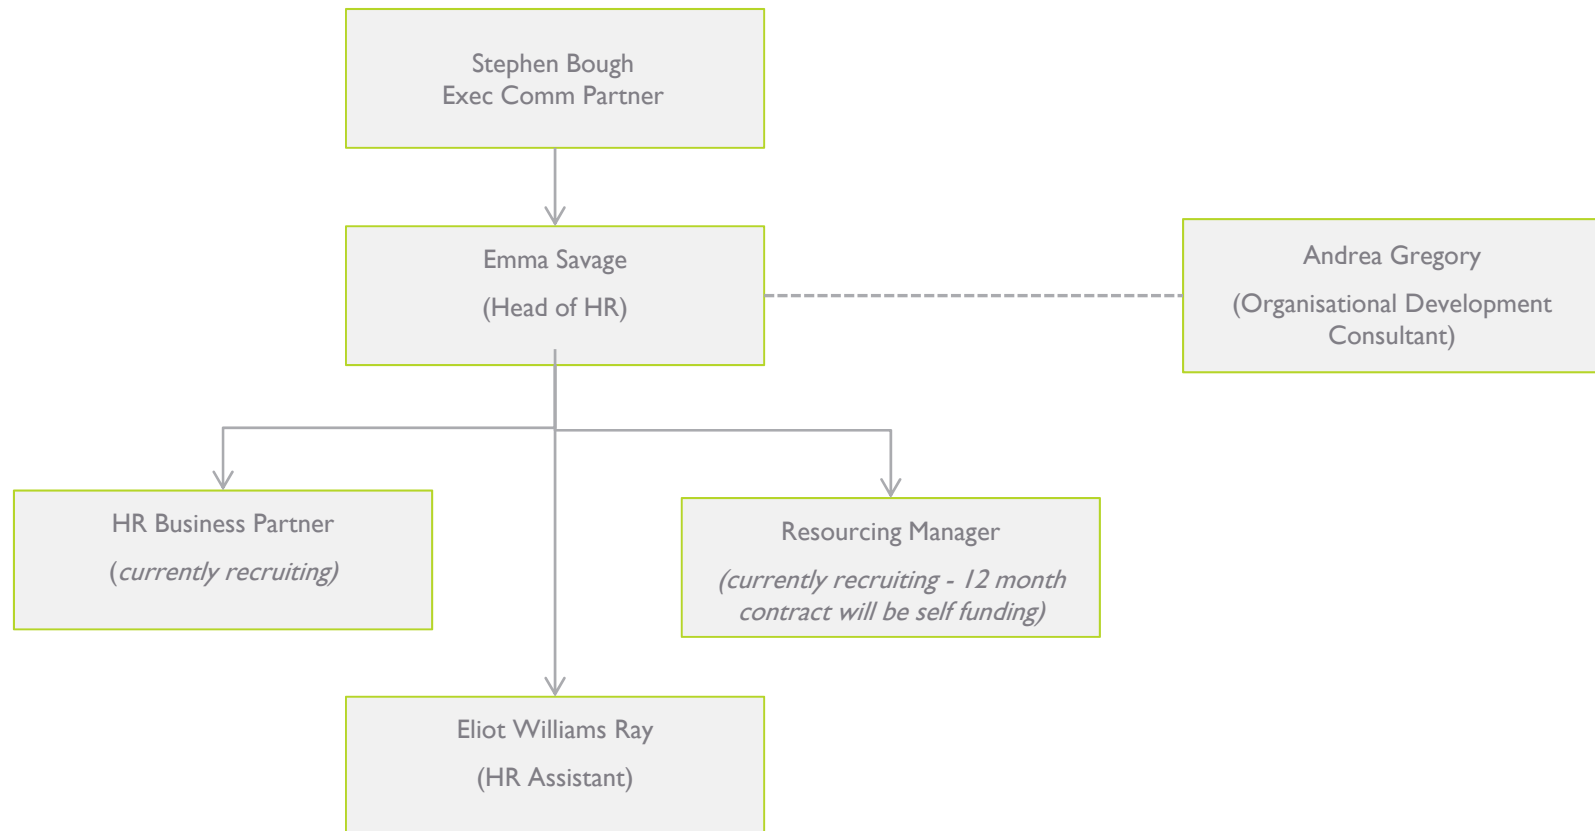 Stephen Bough
Exec Comm Partner
Emma Savage
(Head of HR)
Andrea Gregory
(Organisational Development
Consultant)
HR Business Partner
(currently recruiting)
Resourcing Manager
(currently recruiting - 12 month
contract will be self funding)
Eliot Williams Ray
(HR Assistant)